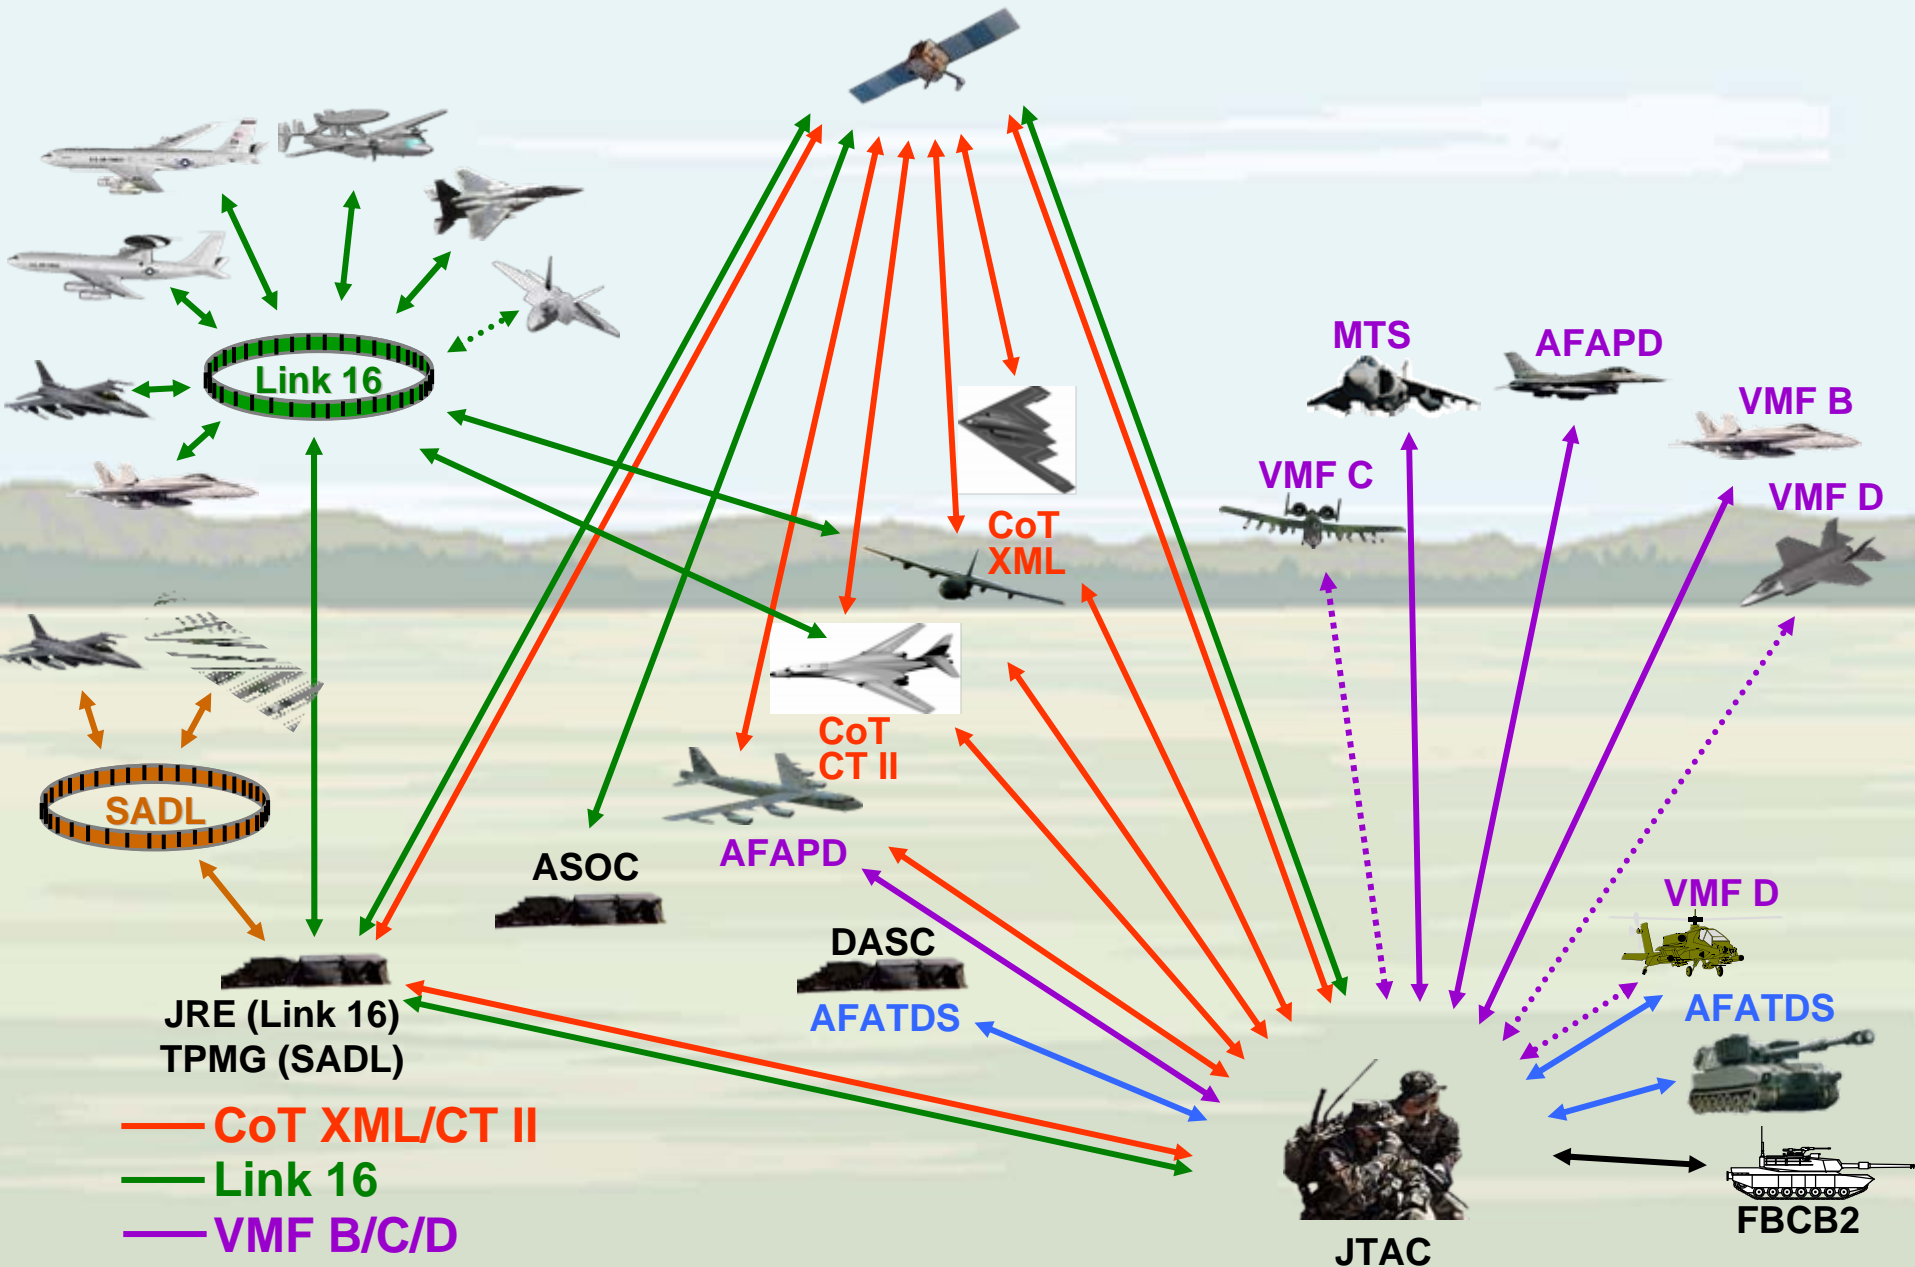 MTS
AFAPD
Link 16
VMF B
VMF C
VMF D
CoT
XML
CoT
CT II
SADL
AFAPD
ASOC
VMF D
DASC
AFATDS
AFATDS
JRE (Link 16)
TPMG (SADL)
CoT XML/CT II
Link 16
VMF B/C/D
FBCB2
JTAC